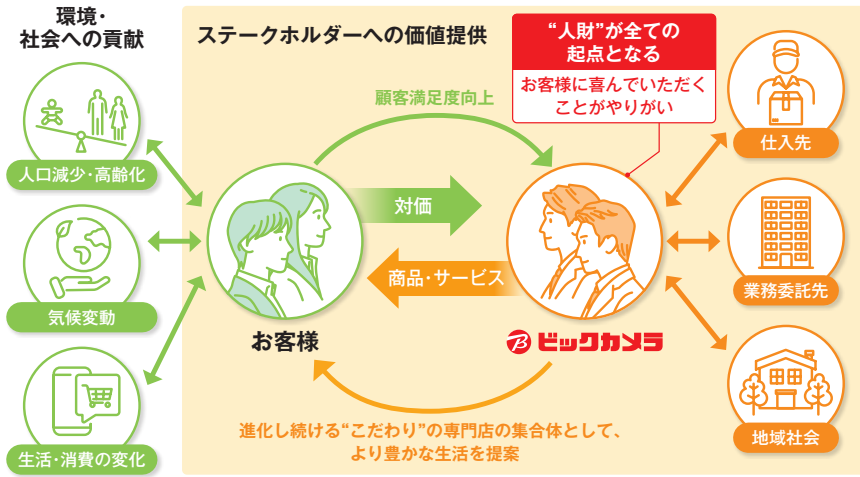 環境・
社会への貢献
人口減少・高齢化
気候変動
生活・消費の変化
ステークホルダーへの価値提供
“人財”が全ての
起点となる
お客様に喜んでいただく
ことがやりがい
顧客満足度向上
対価
商品・サービス
お客様
B ビックカメラ
進化し続ける“こだわり”の専門店の集合体として、
より豊かな生活を提案
仕入先
業務委託先
地域社会